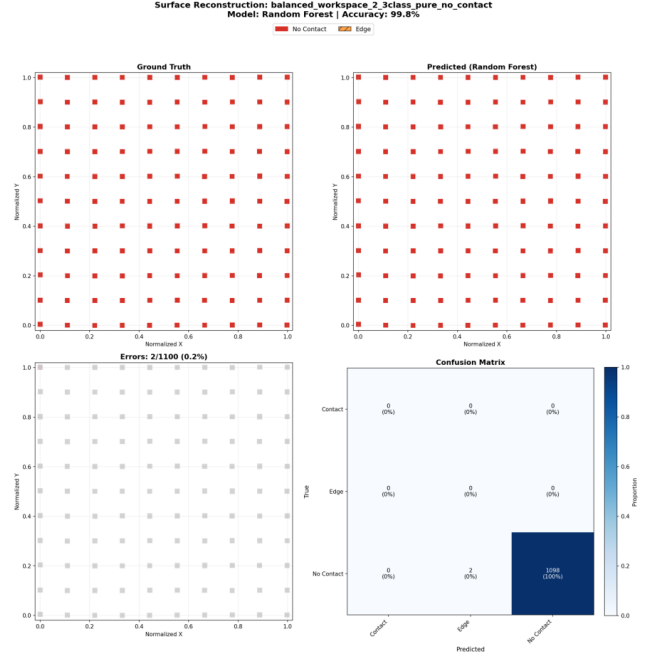 Surface Reconstruction: balanced_workspace_2_3class_pure_no_contact
Model: Random Forest | Accuracy: 99.8%
No Contact
Edge
Ground Truth
1.0
0.8
0.6
0.4
0.2
0.0
Normalized Y
0.0 0.2 0.4 0.6 0.8 1.0
Normalized X
Predicted (Random Forest)
1.0
0.8
0.6
0.4
0.2
0.0
Normalized Y
0.0 0.2 0.4 0.6 0.8 1.0
Normalized X
Errors: 2/1100 (0.2%)
1.0
0.8
0.6
0.4
0.2
0.0
Normalized Y
0.0 0.2 0.4 0.6 0.8 1.0
Normalized X
Confusion Matrix
True
Contact
0 0 0
(0%) (0%) (0%)
Edge
0 0 0
(0%) (0%) (0%)
No Contact
0 2 1098
(0%) (0%) (100%)
Contact Edge No Contact
Predicted
1.0
0.8
0.6
0.4
0.2
0.0
Proportion